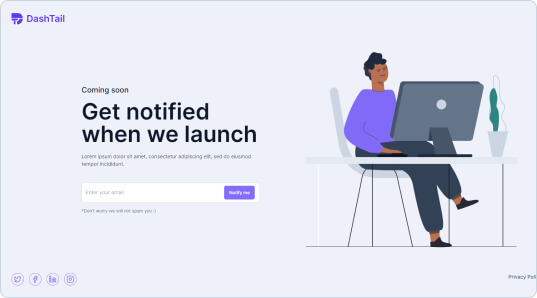 DashTail
Coming soon
Get notified
when we launch
Lorem ipsum dolor sit amet, consectetur adipiscing elit, sed do eiusmod
tempor incididunt.
Enter your email
Notify me
*Don't worry we will not spam you :)
Privacy Poli